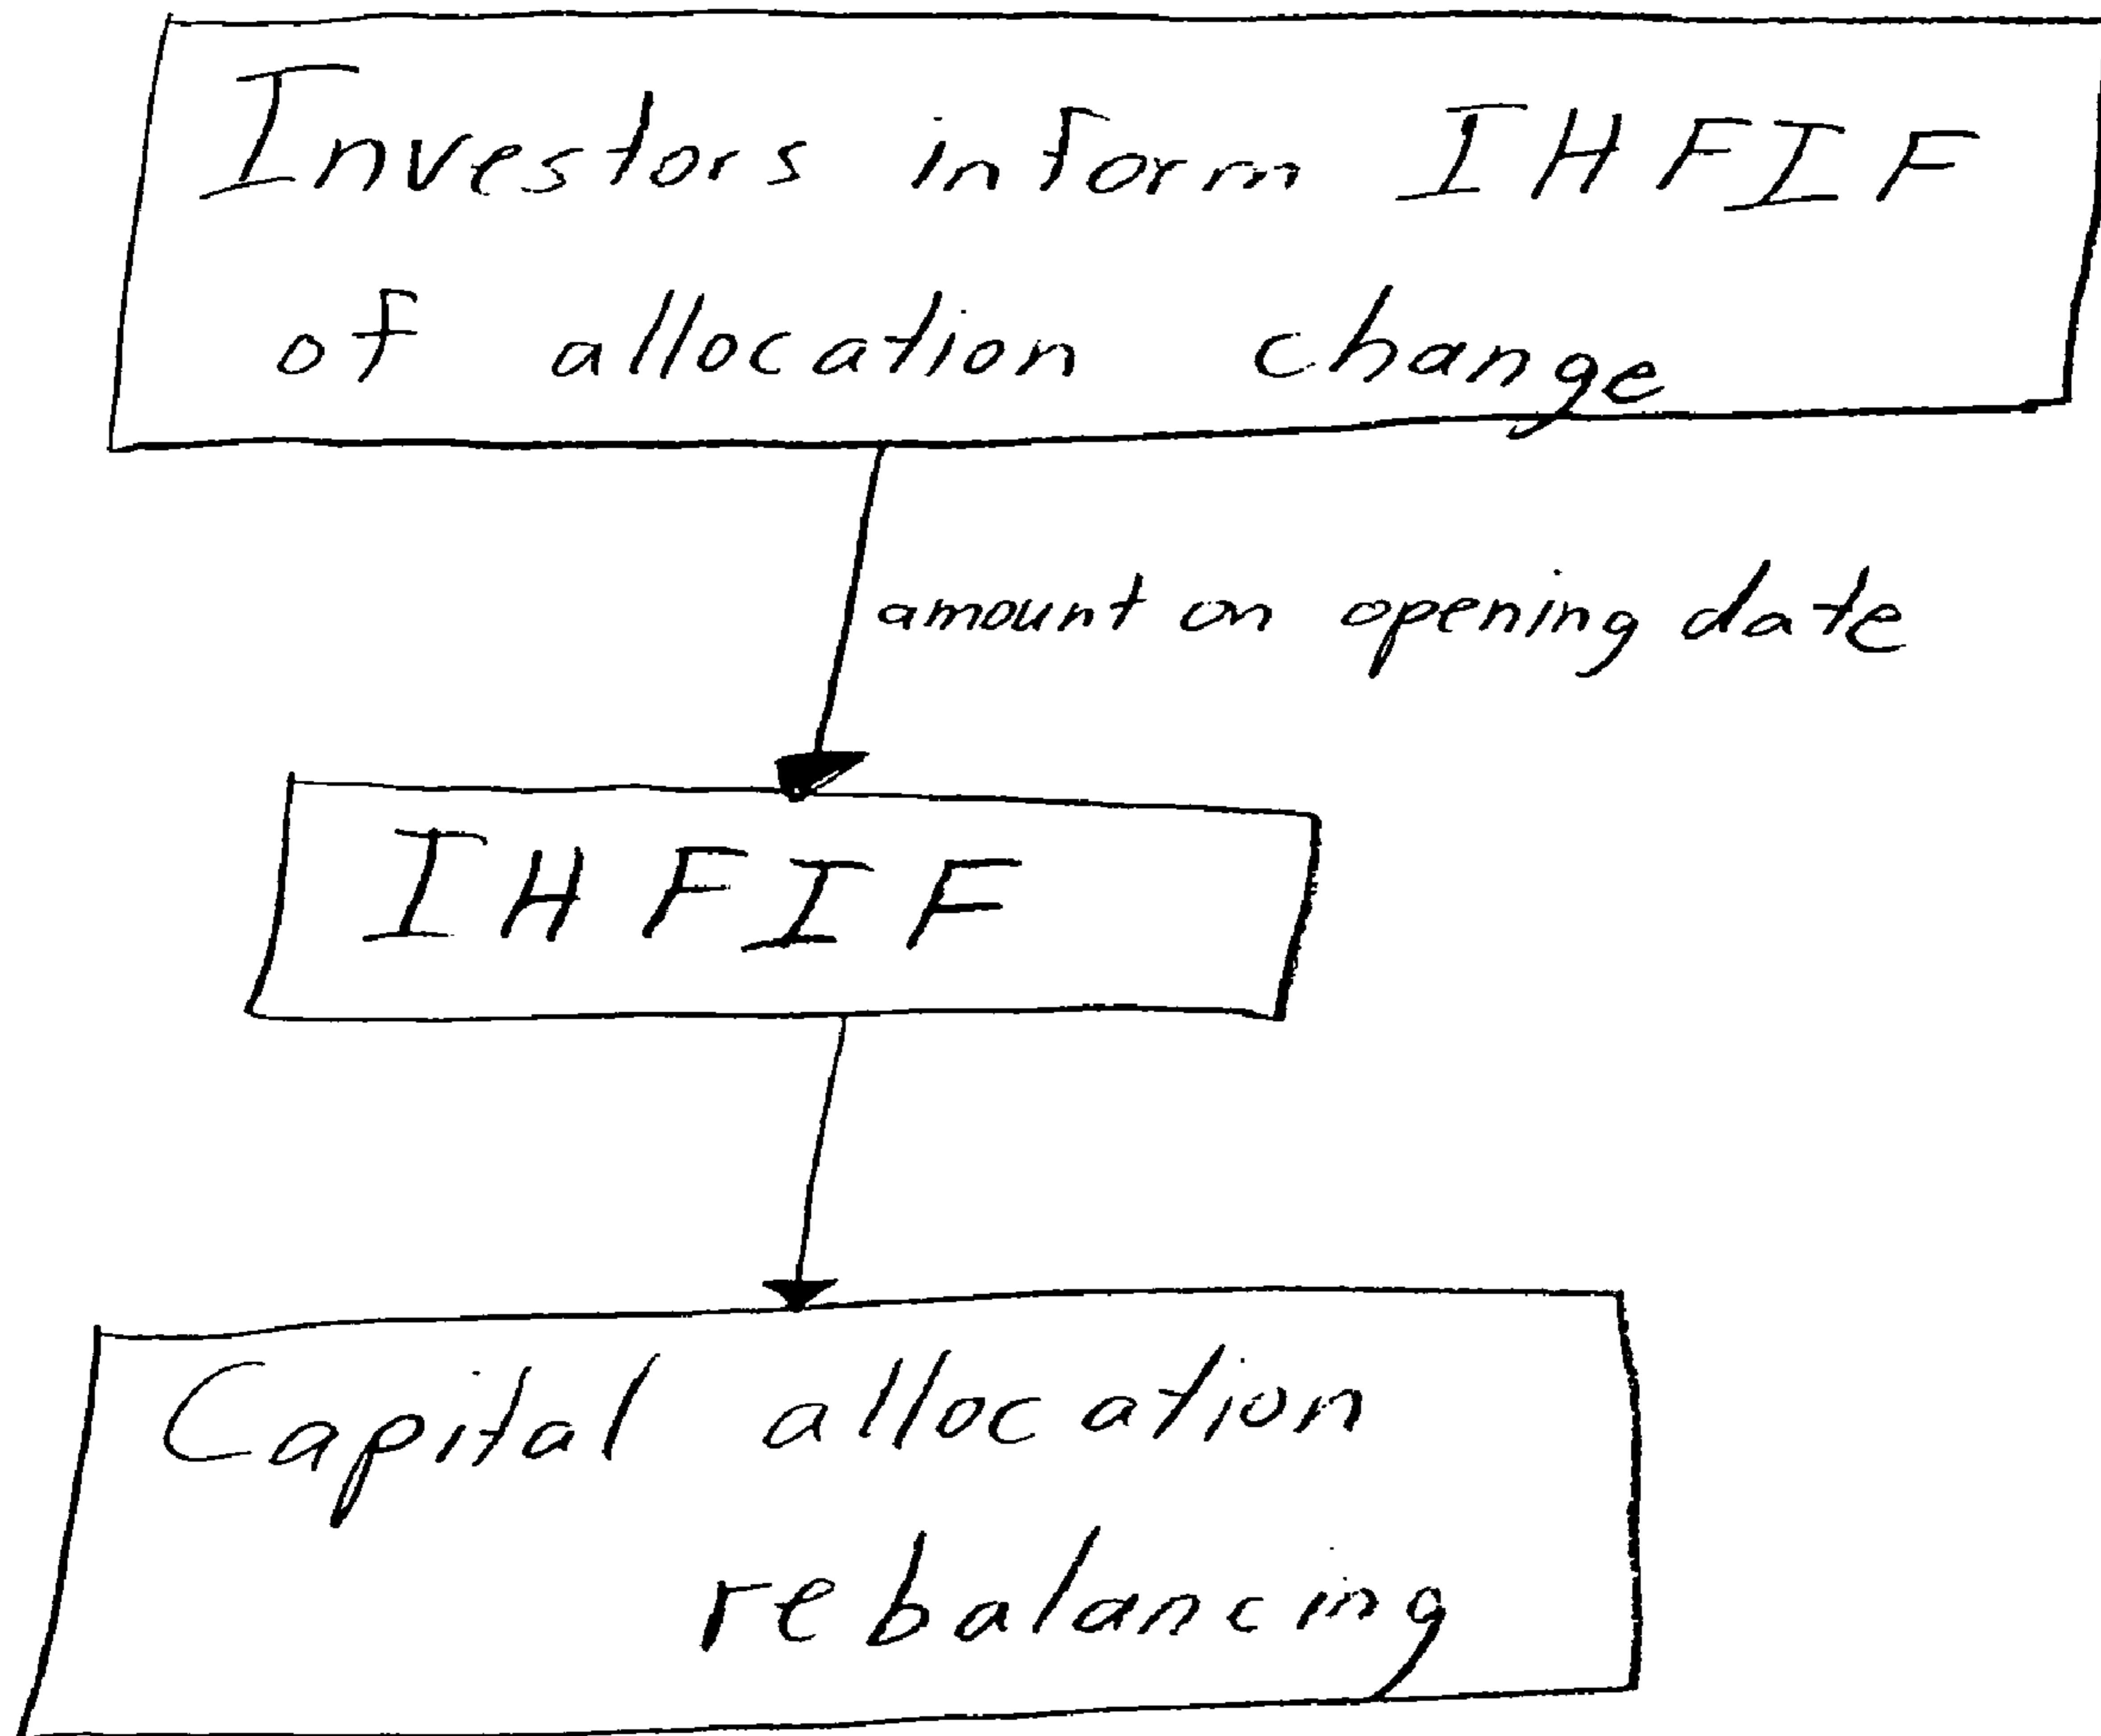 Investors inform IHFIF
of allocation change
amount on opening date
IHFIF
Capital allocation
rebalancing